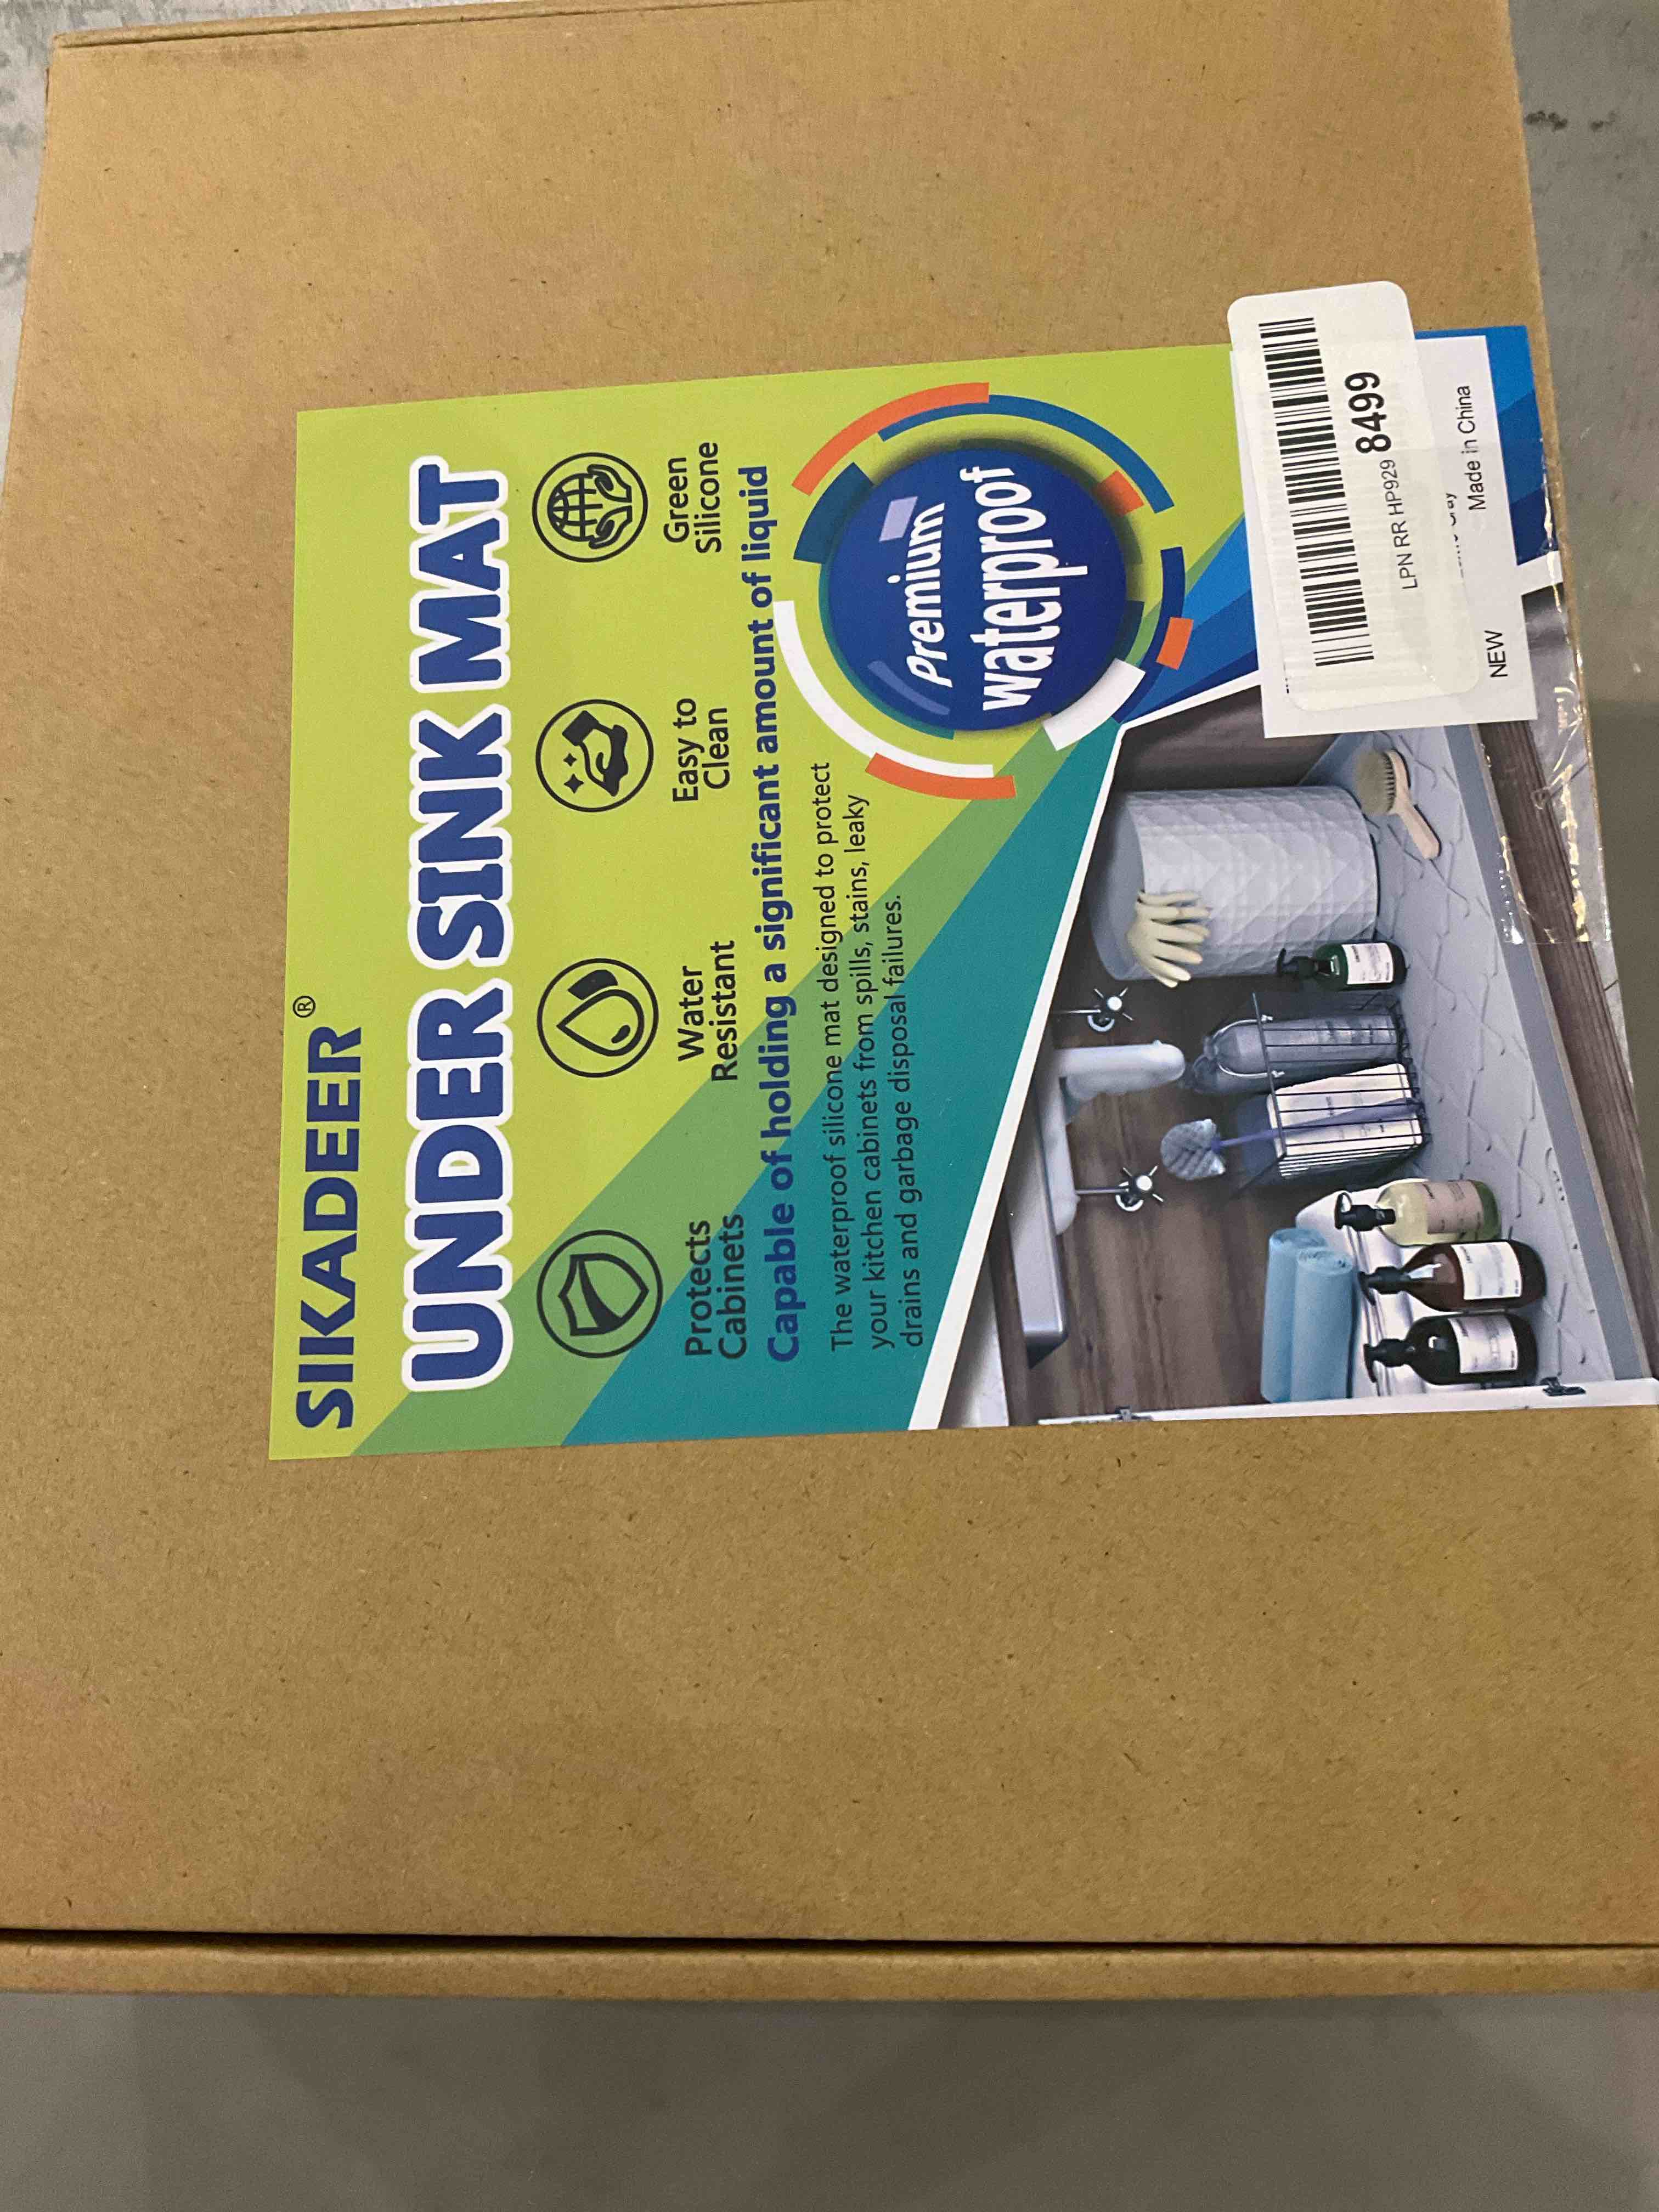 SIKADEER®
UNDER SINK MAT
Protects
Cabinets
Water
Resistant
Easy to
Clean
Green
Silicone
Capable of holding a significant amount of liquid
The waterproof silicone mat designed to protect
your kitchen cabinets from spills, stains, leaky
drains and garbage disposal failures.
Premium
waterproof
LPN RR HP929 8499
NEW
Made in China